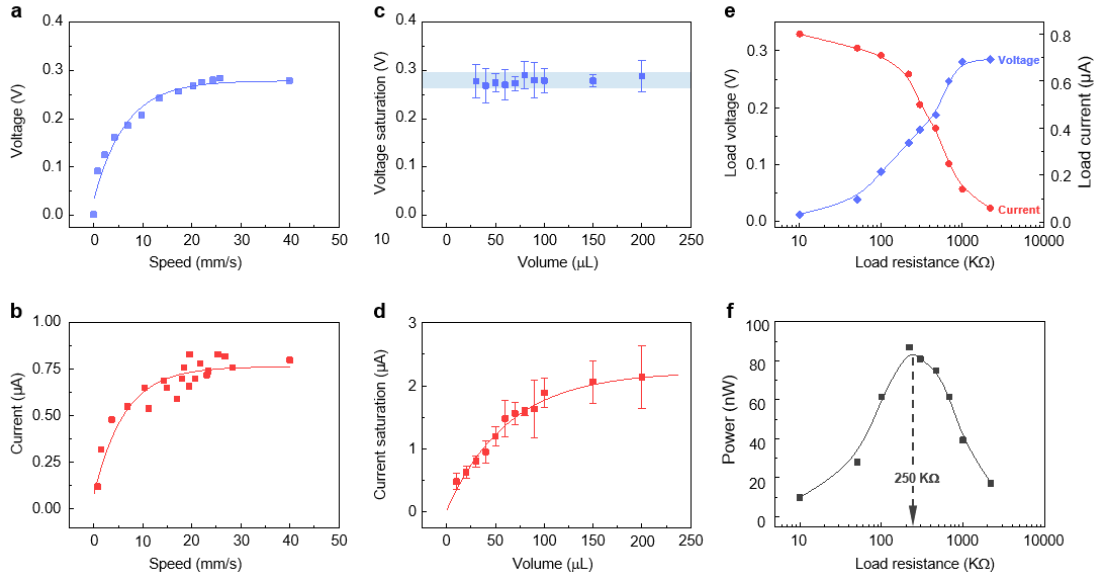 a
0.4
0.3
0.2
0.1
0.0
Voltage (V)
0 10 20 30 40 50
Speed (mm/s)
c
0.4
0.3
0.2
0.1
0.0
Voltage saturation (V)
10
0 50 100 150 200 250
Volume (μL)
e
0.3
0.2
0.1
0.0
Load voltage (V)
0.8
0.6
0.4
0.2
0.0
Load current (μA)
Voltage
Current
10 100 1000 10000
Load resistance (KΩ)
b
1.00
0.75
0.50
0.25
0.00
Current (μA)
0 10 20 30 40 50
Speed (mm/s)
d
3
2
1
0
Current saturation (μA)
0 50 100 150 200
Volume (μL)
f
100
80
60
40
20
0
Power (nW)
250 KΩ
10 100 1000 10000
Load resistance (KΩ)